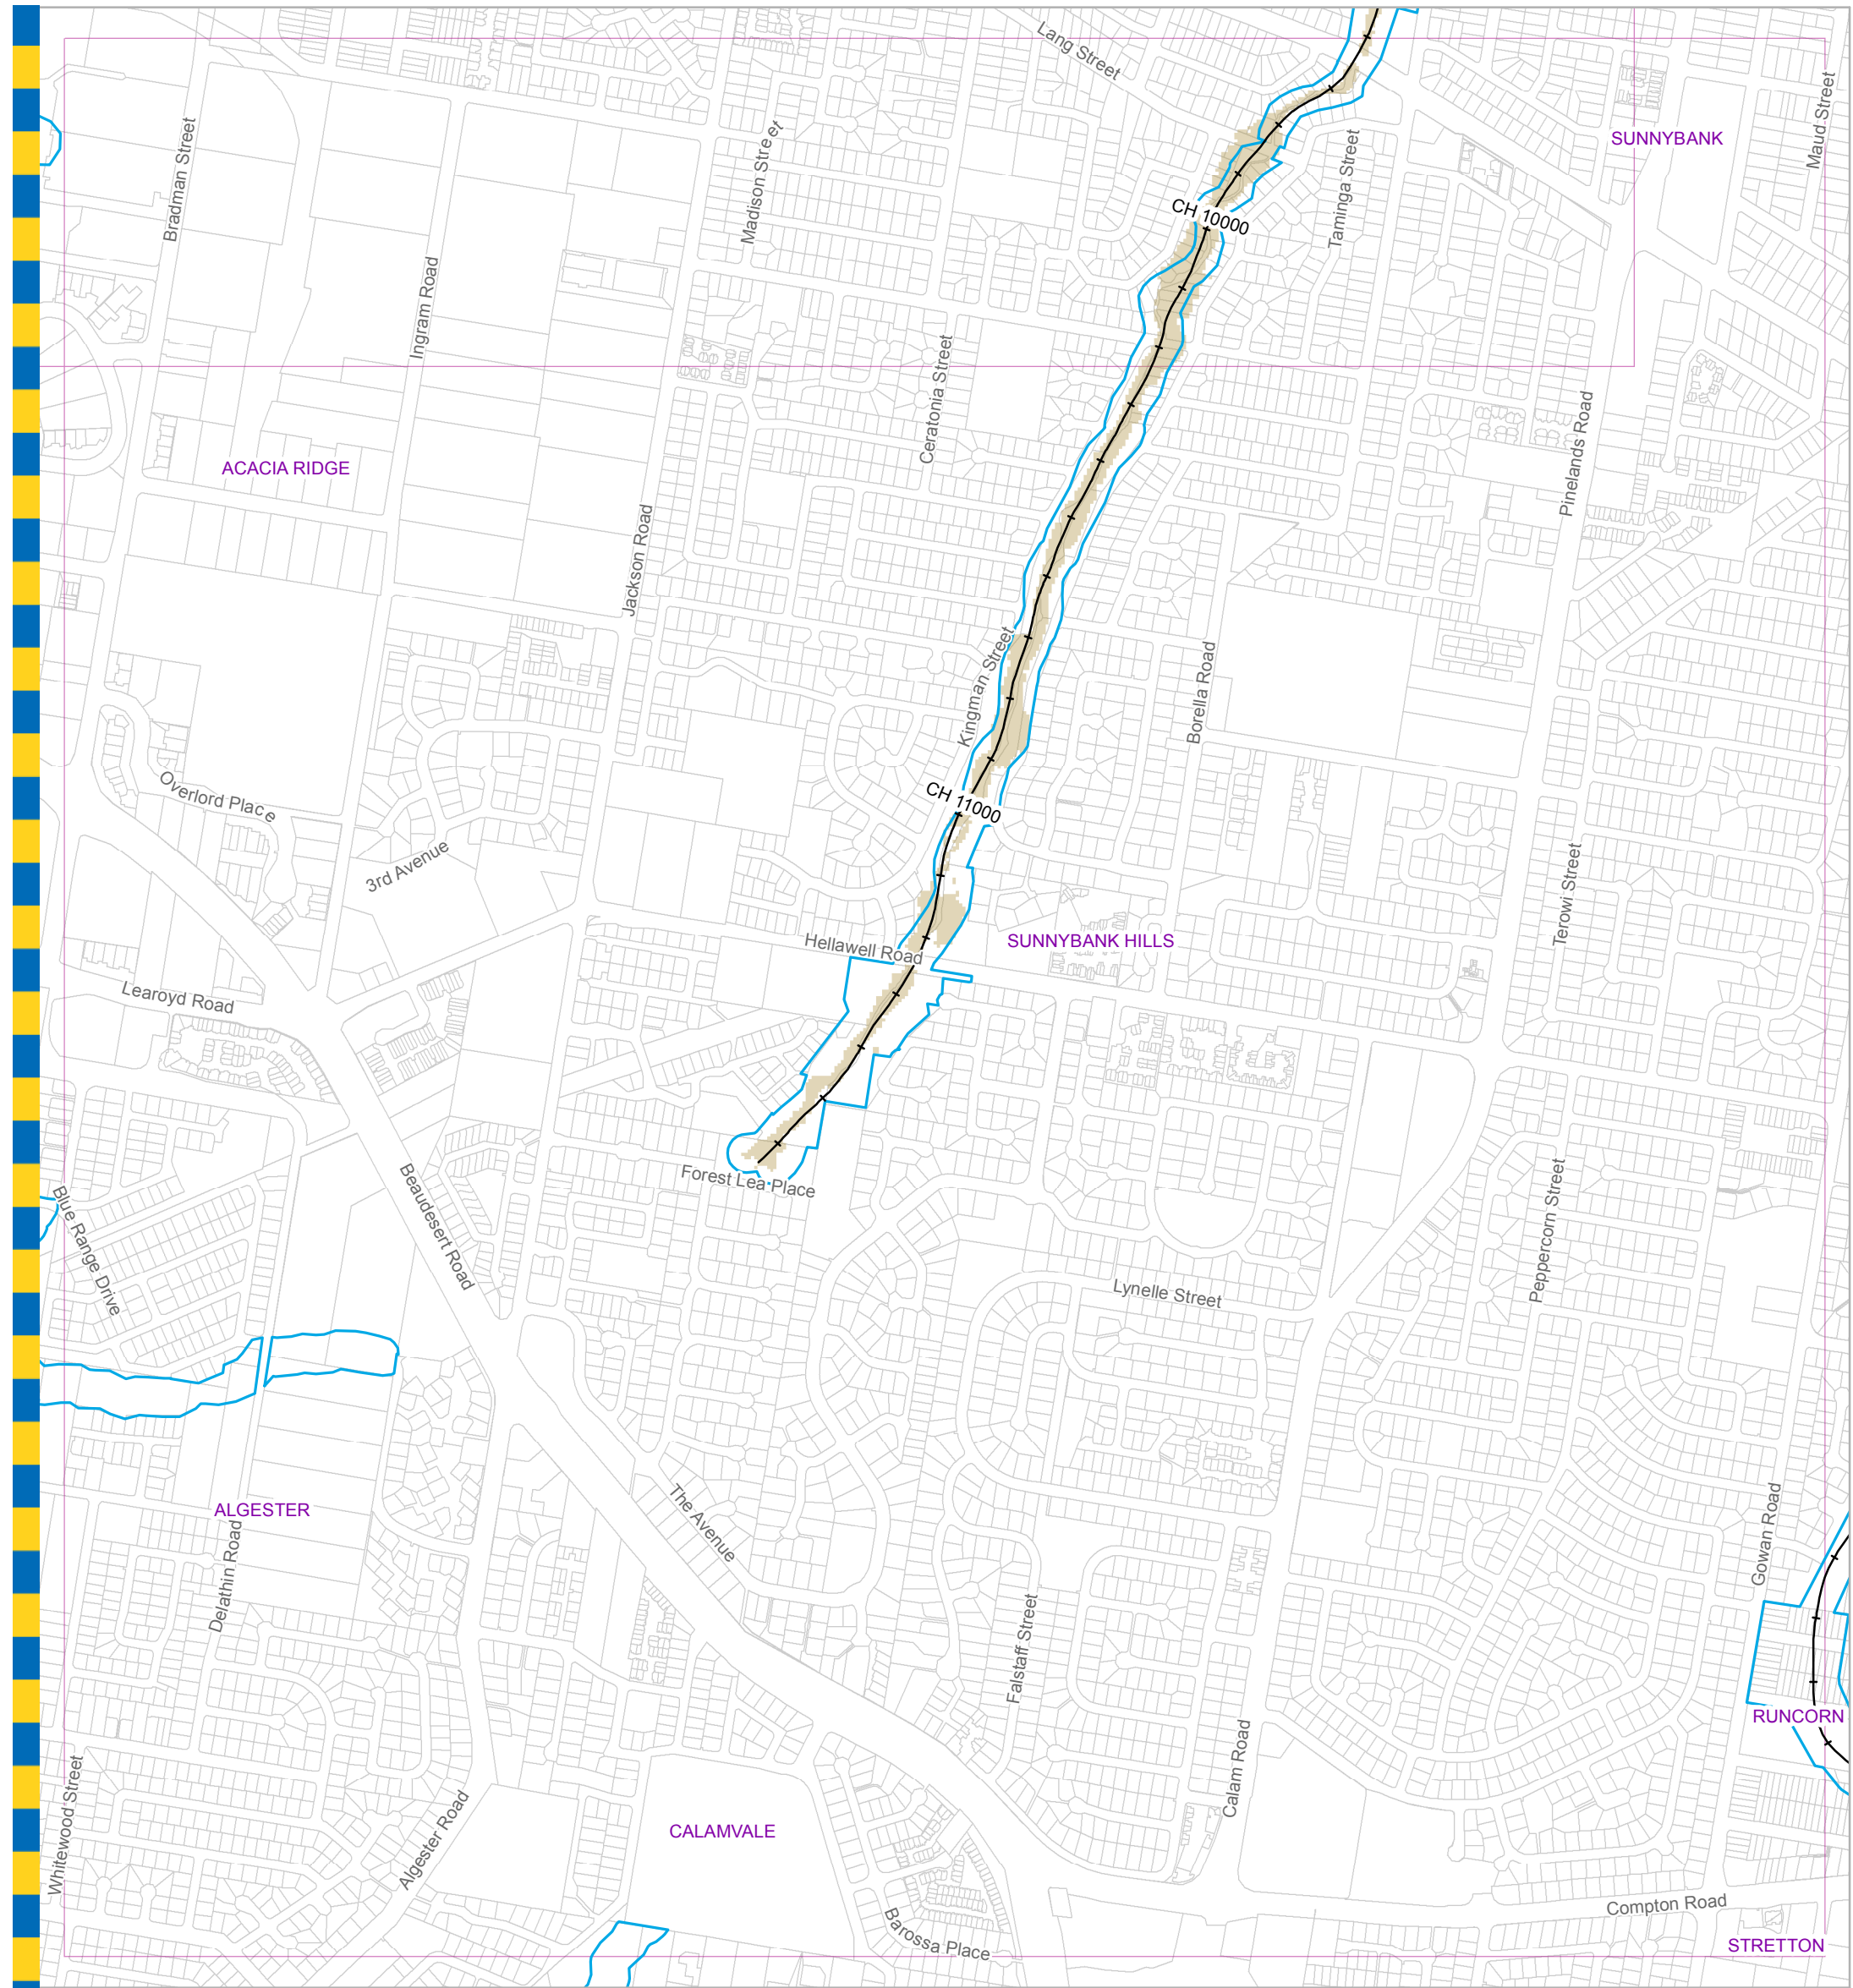 Lang Street
SUNNYBANK
Maud Street
Bradman Street
Madison Street
Taminga Street
CH 10000
Ingram Road
Ceratonia Street
Pinelands Road
ACACIA RIDGE
Jackson Road
Kingman Street
Borella Road
Overlord Place
CH 11000
3rd Avenue
Terowi Street
Hellawell Road
SUNNYBANK HILLS
Learoyd Road
Forest Lea Place
Blue Range Drive
Beaudesert Road
Peppercorn Street
Lynelle Street
ALGESTER
The Avenue
Gowan Road
Delathin Road
Falstaff Street
RUNCORN
Calam Road
Whitewood Street
Algester Road
CALAMVALE
Compton Road
Barossa Place
STRETTON